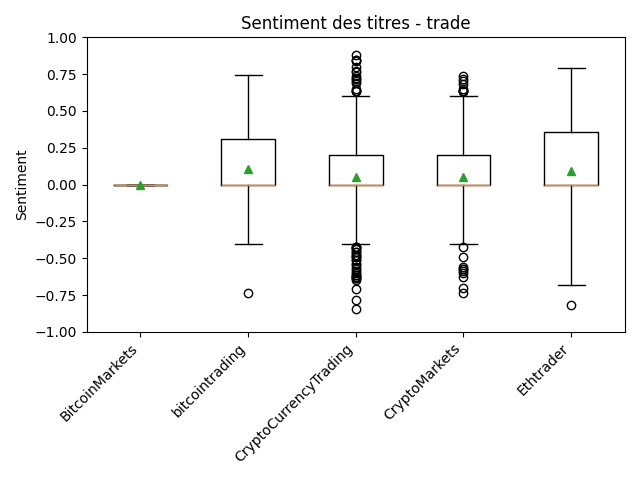 Sentiment des titres - trade
1.00
0.75
0.50
0.25
0.00
−0.25
−0.50
−0.75
−1.00
Sentiment
BitcoinMarkets
bitcointrading
CryptoCurrencyTrading
CryptoMarkets
Ethtrader